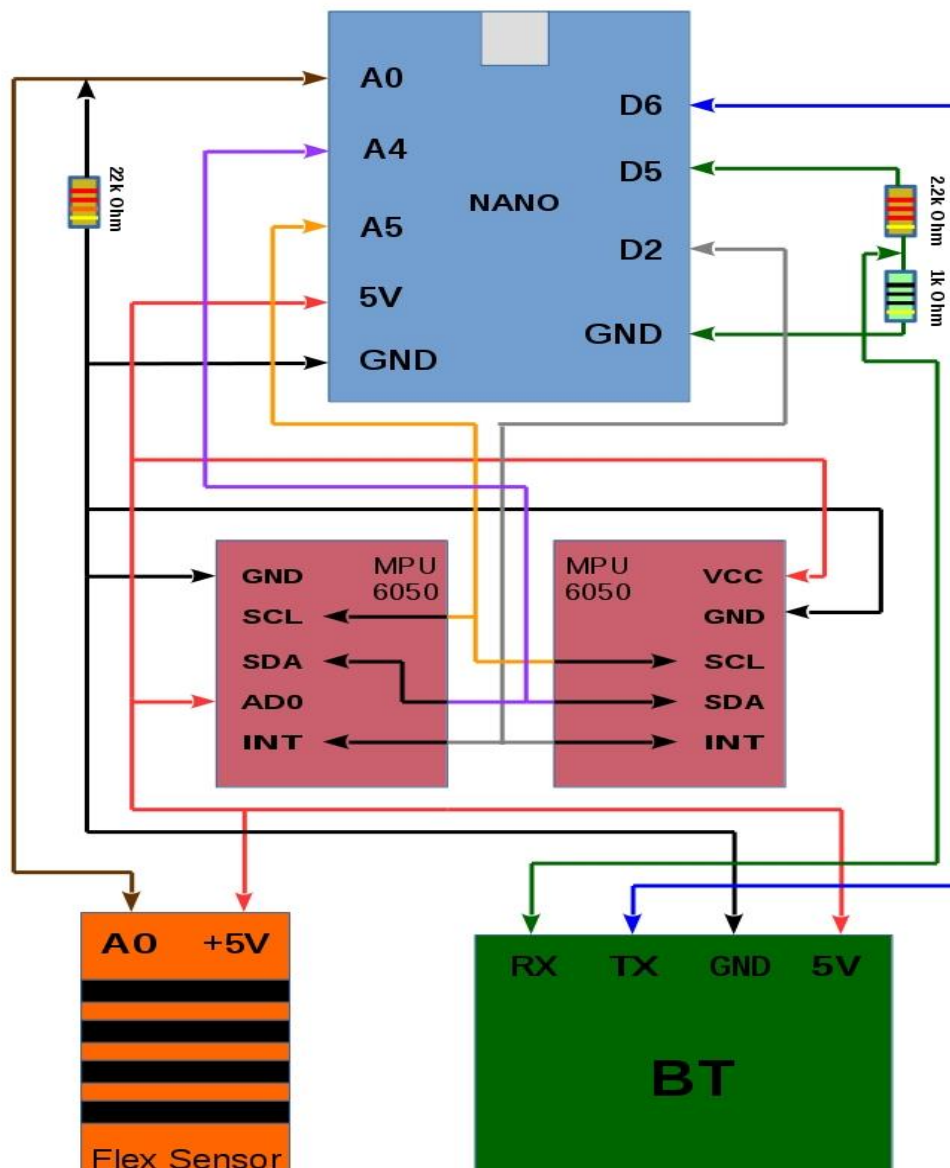 A0
A4
A5
5V
GND
NANO
D6
D5
D2
GND
22k Ohm
2.2k Ohm
1k Ohm
MPU
6050
GND
SCL
SDA
AD0
INT
MPU
6050
VCC
GND
SCL
SDA
INT
A0 +5V
Flex Sensor
RX TX GND 5V
BT